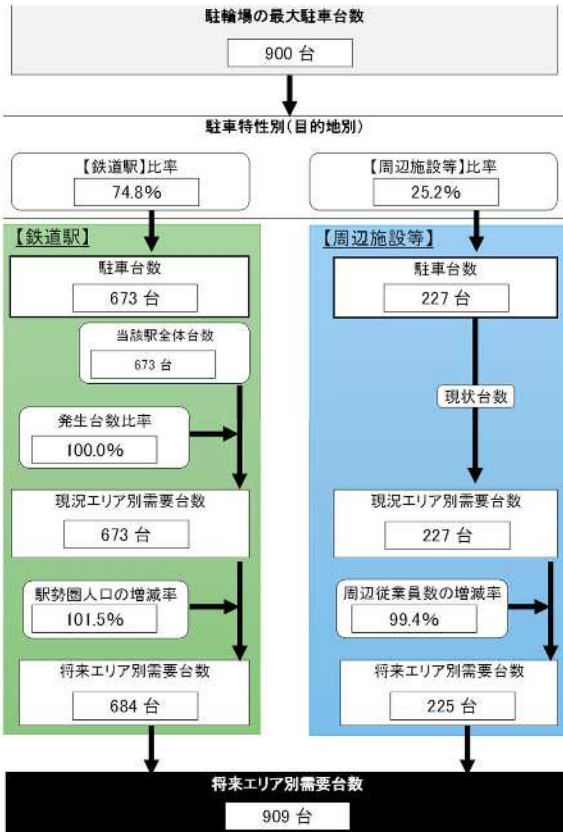 駐輪場の最大駐車台数
900 台
駐車特性別(目的地別)
【鉄道駅】比率
74.8%
【周辺施設等】比率
25.2%
【鉄道駅】
駐車台数
673 台
当該駅全体台数
673 台
発生台数比率
100.0%
現況エリア別需要台数
673 台
駅勢圏人口の増減率
101.5%
将来エリア別需要台数
684 台
【周辺施設等】
駐車台数
227 台
現状台数
現況エリア別需要台数
227 台
周辺従業員数の増減率
99.4%
将来エリア別需要台数
225 台
将来エリア別需要台数
909 台